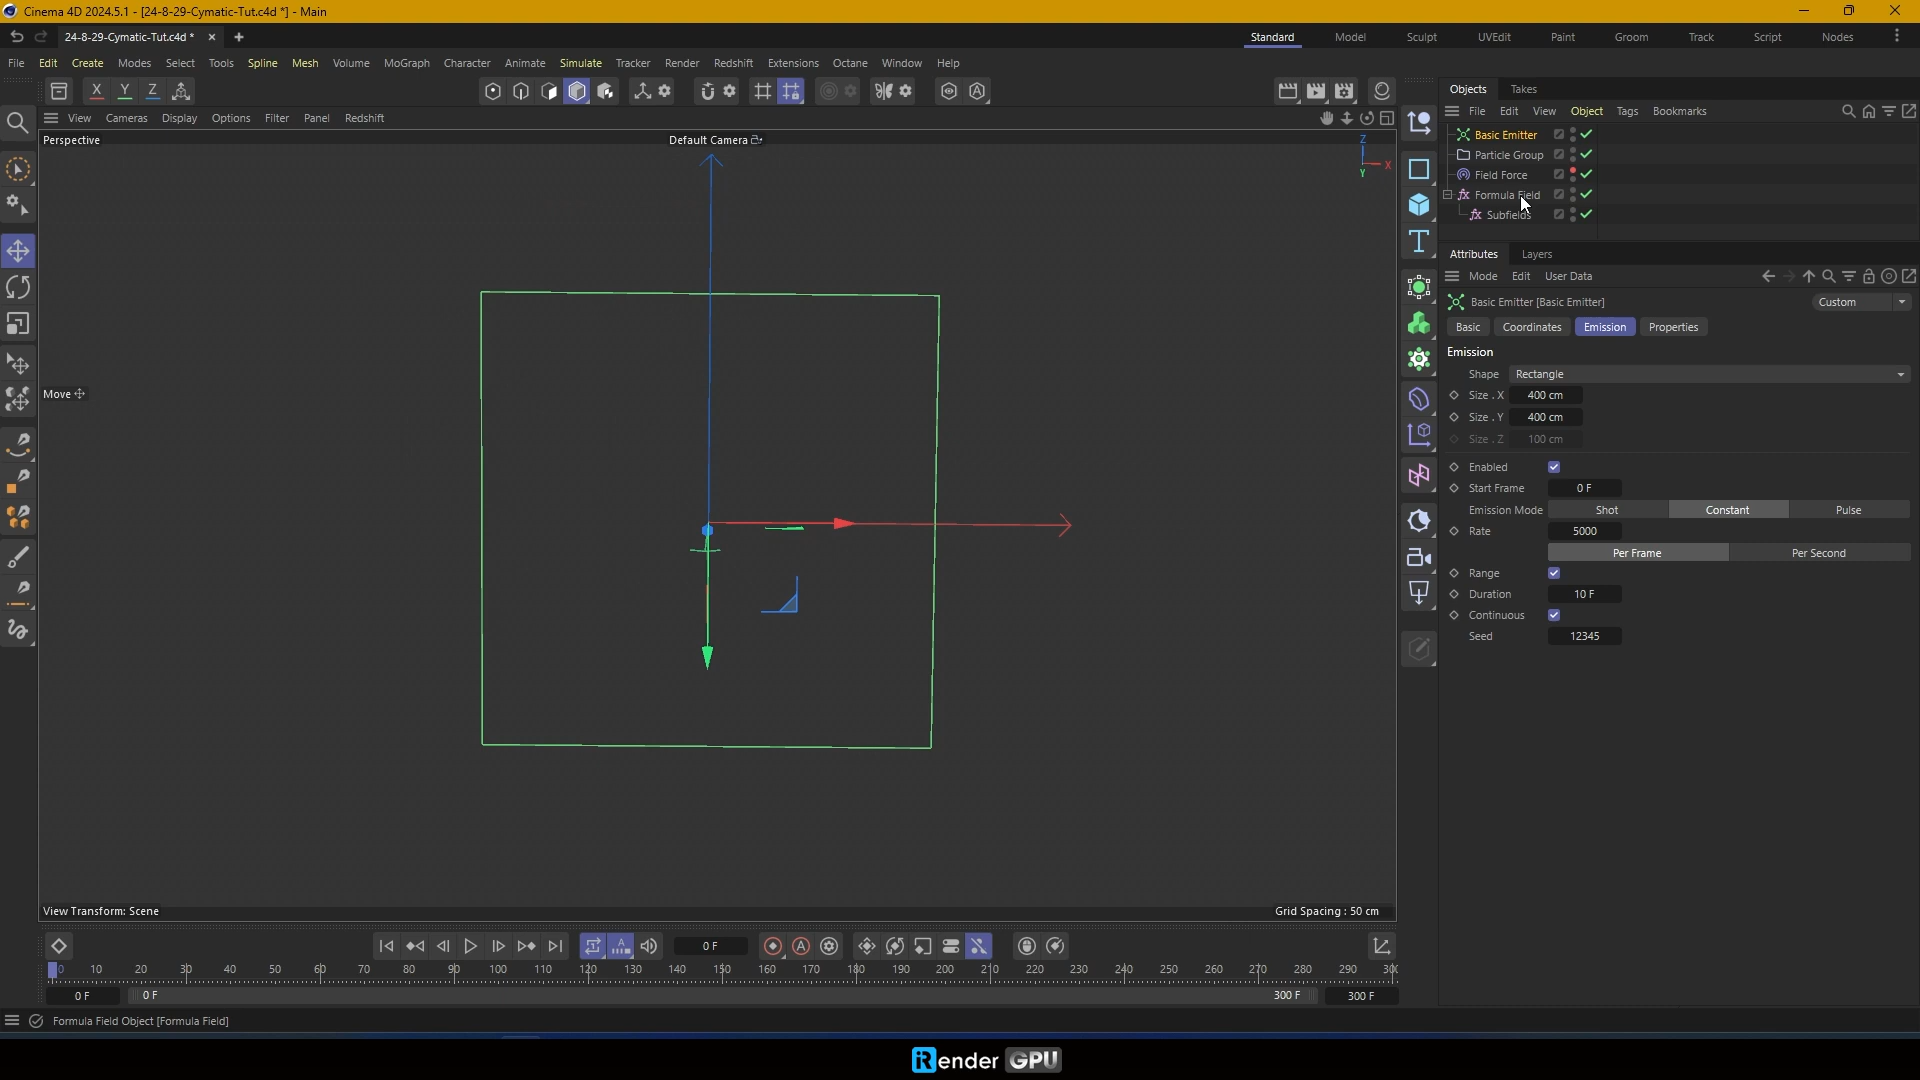 Cinema 4D 2024.5.1 - [24-8-29-Cymatic-Tut.c4d *] - Main
24-8-29-Cymatic-Tut.c4d *
Standard Model Sculpt UVEdit Paint Groom Track Script Nodes
File Edit Create Modes Select Tools Spline Mesh Volume MoGraph Character Animate Simulate Tracker Render Redshift Extensions Octane Window Help
X Y Z
Objects Takes
File Edit View Object Tags Bookmarks
View Cameras Display Options Filter Panel Redshift
Perspective
Default Camera
Z
X
Y
Basic Emitter
Particle Group
Field Force
Formula Field
Subfields
Attributes Layers
Mode Edit User Data
Basic Emitter [Basic Emitter]
Custom
Basic Coordinates Emission Properties
Emission
Shape Rectangle
Size . X 400 cm
Size . Y 400 cm
Size . Z 100 cm
Move
Enabled
Start Frame 0 F
Emission Mode Shot Constant Pulse
Rate 5000
Per Frame Per Second
Range
Duration 10 F
Continuous
Seed 12345
View Transform: Scene
Grid Spacing : 50 cm
0 F
0 10 20 30 40 50 60 70 80 90 100 110 120 130 140 150 160 170 180 190 200 210 220 230 240 250 260 270 280 290 30
0 F 0 F 300 F 300 F
Formula Field Object [Formula Field]
iRender GPU